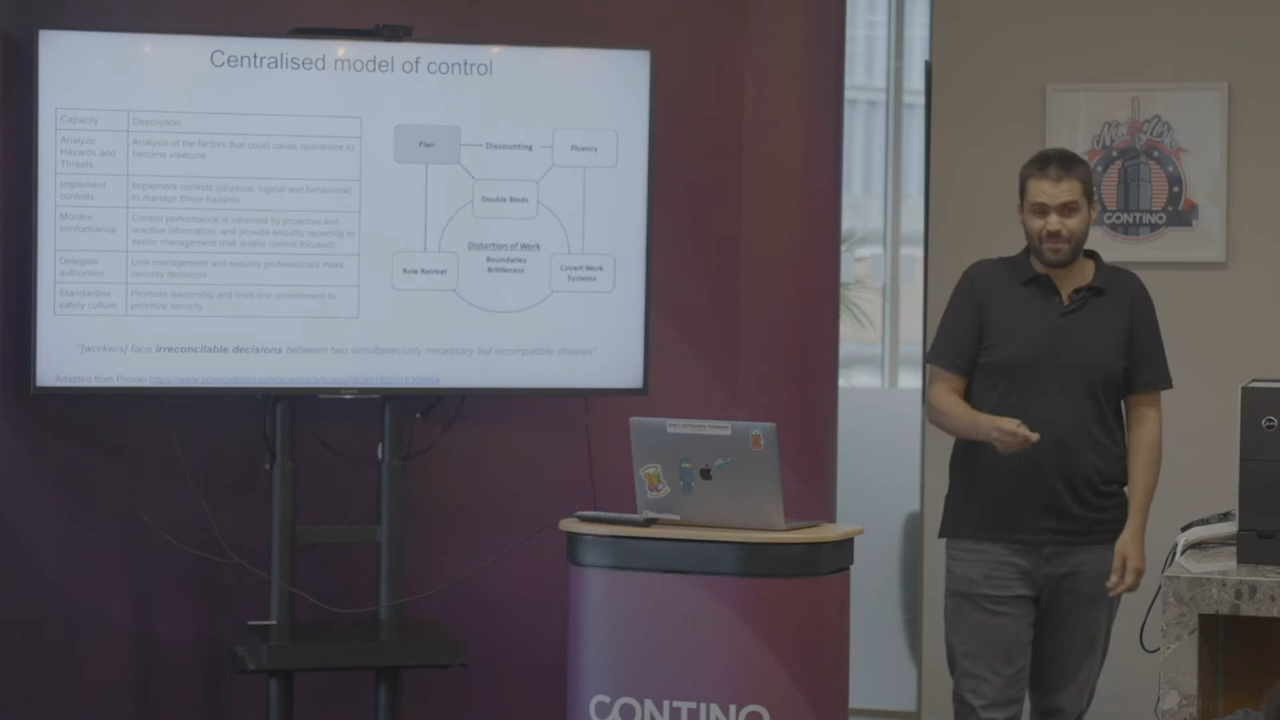 Centralised model of control
Capacity
Description
Analyze
Hazards and
Threats
Analysis of the factors that could cause operations to
become insecure
Implement
controls
Implement controls (physical, logical and behavioural)
to manage these hazards
Monitor
conformance
Control performance is informed by proactive and
reactive information, and provide security reporting to
senior management (risk and/or control focused).
Delegate
authorities
Line management and security professionals make
security decisions
Standardise
safety culture
Promote leadership and front-line commitment to
prioritize security
Plan
Discounting
Fluency
Double Binds
Distortion of Work
Boundaries
Brittleness
Role Retreat
Covert Work
Systems
"[workers] face irreconcilable decisions between two simultaneously necessary but incompatible choices"
Adapted from Provan
New York
CONTINO
CONTINO